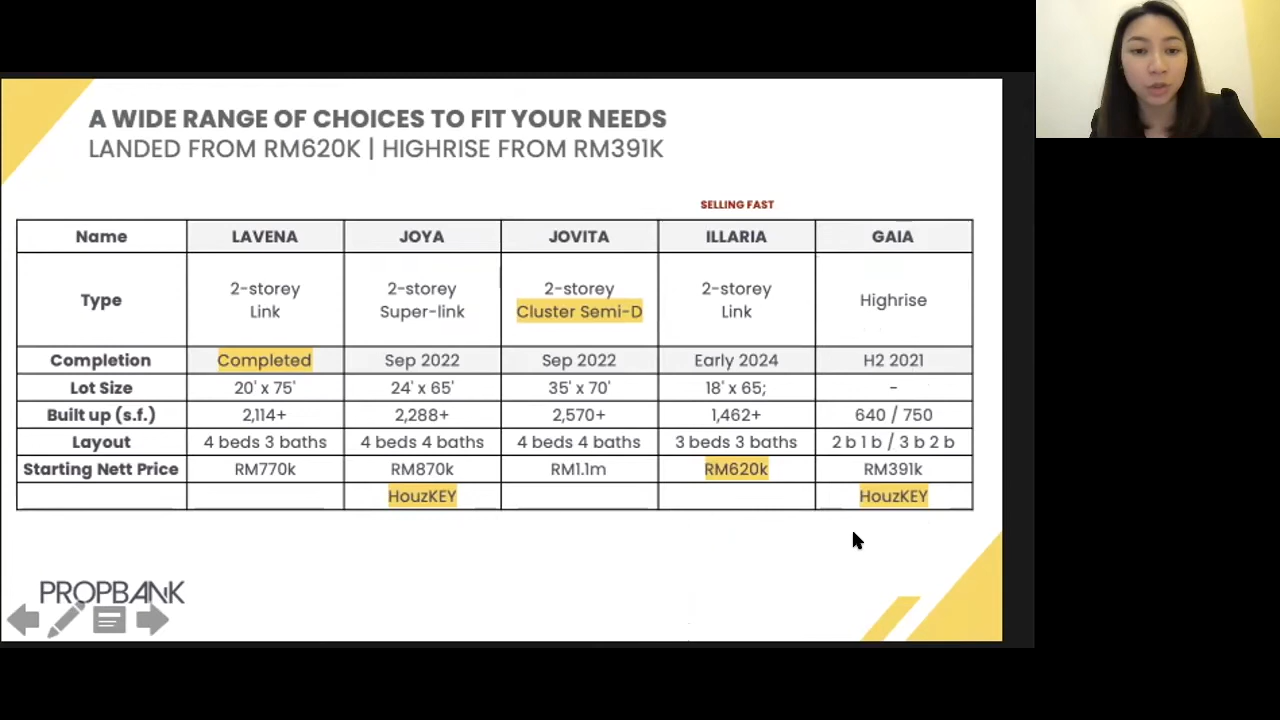 A WIDE RANGE OF CHOICES TO FIT YOUR NEEDS
LANDED FROM RM620K | HIGHRISE FROM RM391K
SELLING FAST
Name LAVENA JOYA JOVITA ILLARIA GAIA
Type 2-storey Link 2-storey Super-link 2-storey Cluster Semi-D 2-storey Link Highrise
Completion Completed Sep 2022 Sep 2022 Early 2024 H2 2021
Lot Size 20' x 75' 24' x 65' 35' x 70' 18' x 65; -
Built up (s.f.) 2,114+ 2,288+ 2,570+ 1,462+ 640 / 750
Layout 4 beds 3 baths 4 beds 4 baths 4 beds 4 baths 3 beds 3 baths 2 b 1 b / 3 b 2 b
Starting Nett Price RM770k RM870k RM1.1m RM620k RM391k
HouzKEY HouzKEY
PROPBANK